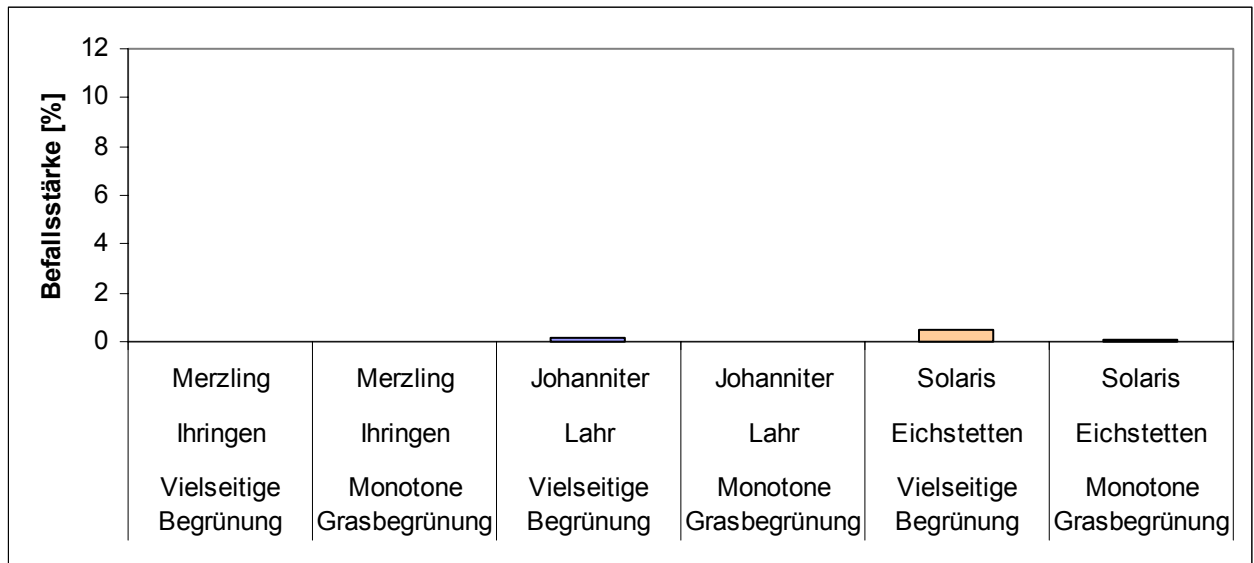 Befallsstärke [%]
12
10
8
6
4
2
0
Merzling Merzling Johanniter Johanniter Solaris Solaris
Ihringen Ihringen Lahr Lahr Eichstetten Eichstetten
Vielseitige Monotone Vielseitige Monotone Vielseitige Monotone
Begrünung Grasbegrünung Begrünung Grasbegrünung Begrünung Grasbegrünung